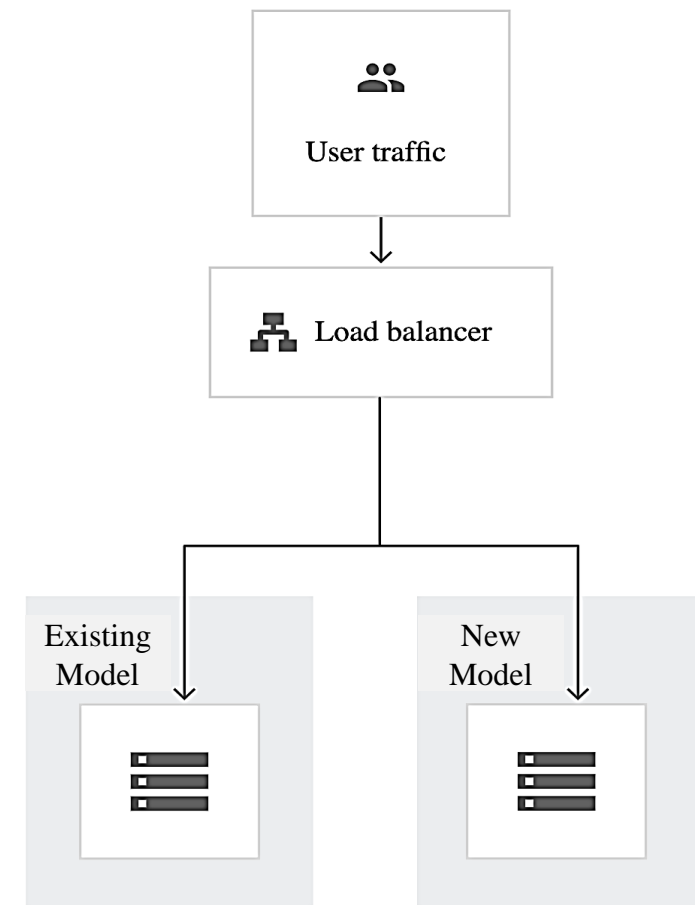 User traffic
Load balancer
Existing
Model
New
Model